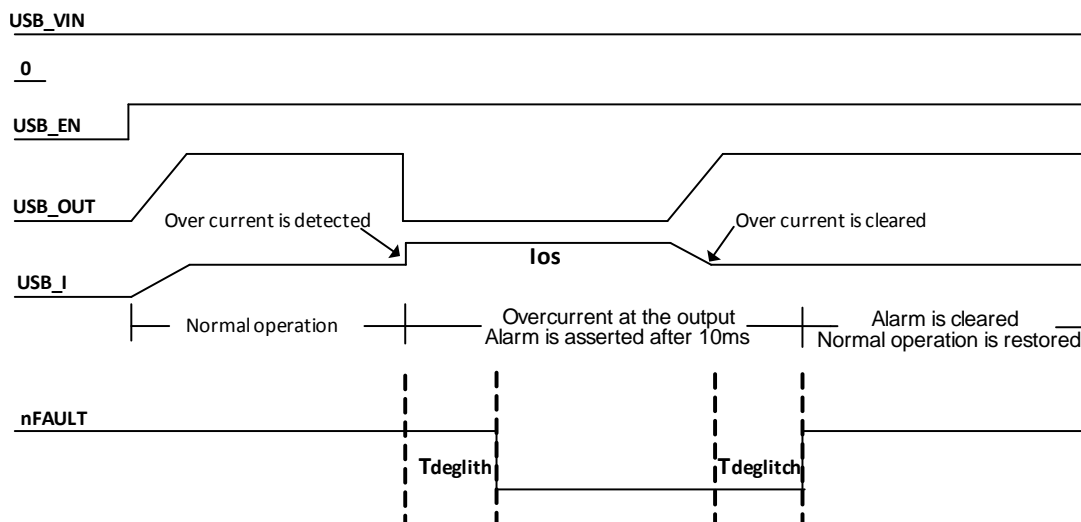 USB_VIN
0
USB_EN
USB_OUT
Over current is detected
Over current is cleared
Ios
USB_I
Normal operation
Overcurrent at the output
Alarm is asserted after 10ms
Alarm is cleared
Normal operation is restored
nFAULT
Tdeglith
Tdeglitch